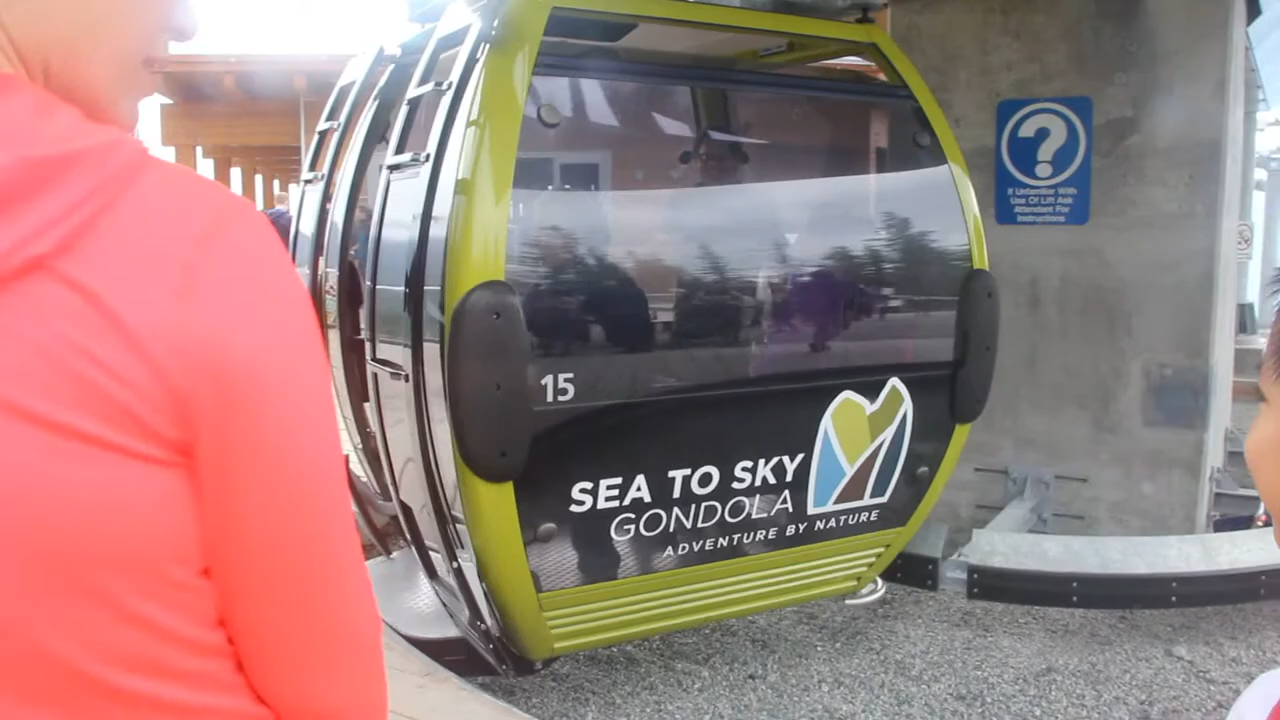 If Unfamiliar With
Use Of Lift Ask
Attendant For
Instructions
15
SEA TO SKY
GONDOLA
ADVENTURE BY NATURE